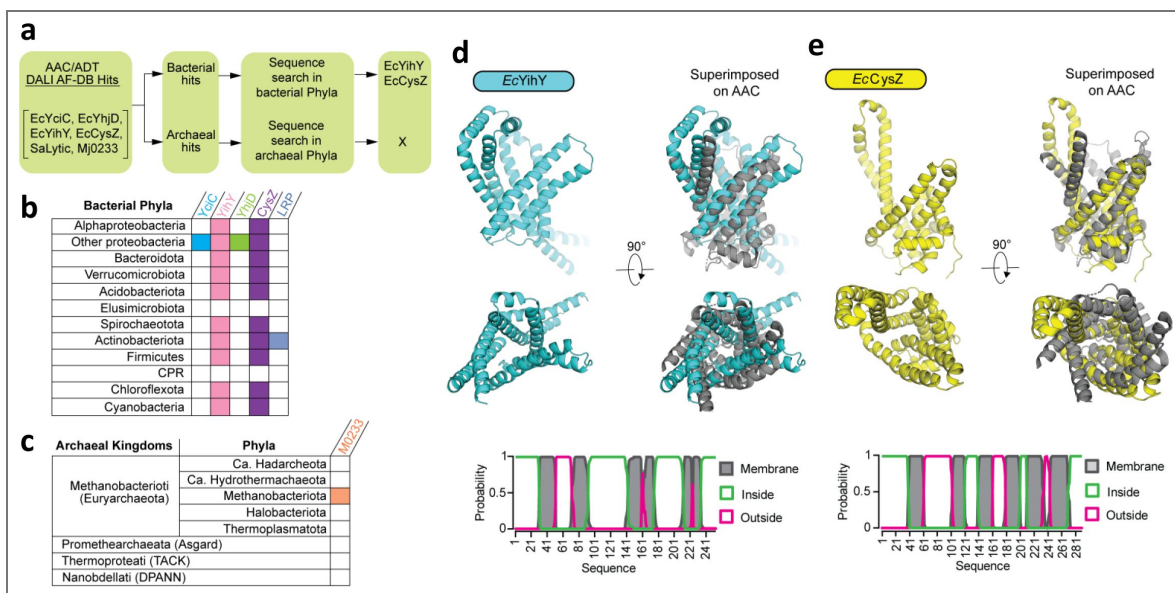 a
AAC/ADT
DALI AF-DB Hits
EcYciC, EcYhjD,
EcYihY, EcCysZ,
SaLytic, Mj0233
Bacterial
hits
Sequence
search in
bacterial Phyla
EcYihY
EcCysZ
Archaeal
hits
Sequence
search in
archaeal Phyla
X
b
Bacterial Phyla
YciC
YihY
YhjD
CysZ
LRP
Alphaproteobacteria
Other proteobacteria
Bacteroidota
Verrucomicrobiota
Acidobacteriota
Elusimicrobiota
Spirochaetota
Actinobacteriota
Firmicutes
CPR
Chloroflexota
Cyanobacteria
c
Archaeal Kingdoms
Phyla
M0233
Methanobacterioti
(Euryarchaeota)
Ca. Hadarcheota
Ca. Hydrothermachaeota
Methanobacteriota
Halobacteriota
Thermoplasmatota
Promethearchaeata (Asgard)
Thermoproteati (TACK)
Nanobdellati (DPANN)
d
EcYihY
Superimposed
on AAC
90°
Probability
1
0.5
0
1
21
41
61
81
101
121
141
161
181
201
221
241
Sequence
Membrane
Inside
Outside
e
EcCysZ
Superimposed
on AAC
90°
Probability
1
0.5
0
1
21
41
61
81
101
121
141
161
181
201
221
241
261
281
Sequence
Membrane
Inside
Outside